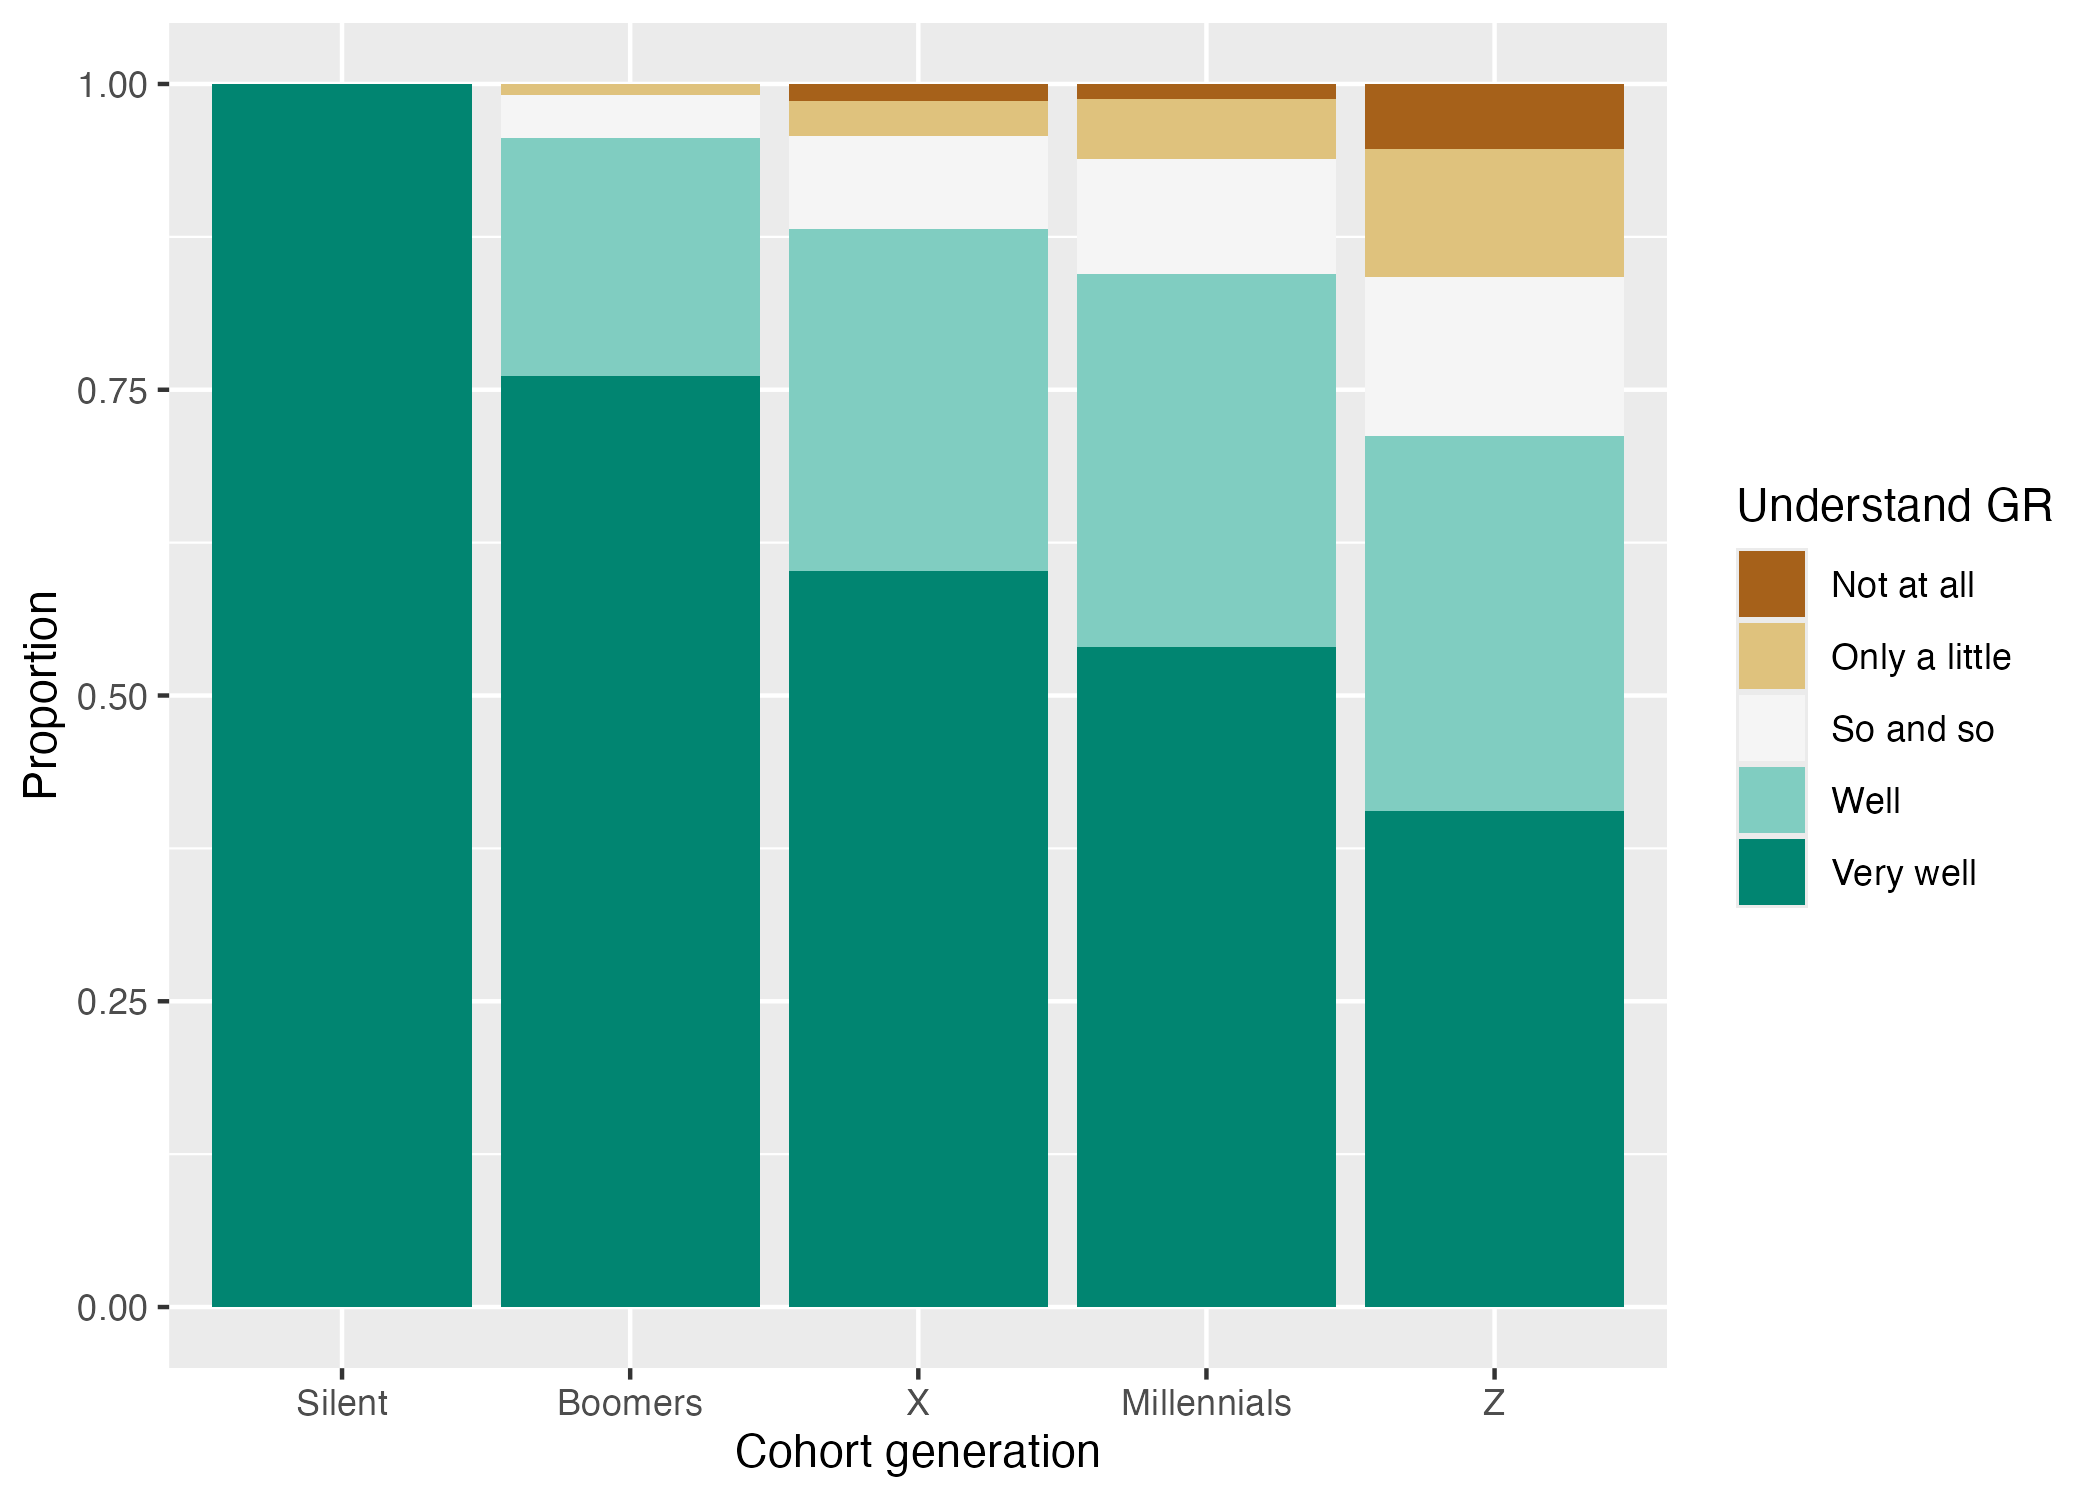 1.00
0.75
0.50
0.25
0.00
Proportion
Silent
Boomers
X
Millennials
Z
Cohort generation
Understand GR
Not at all
Only a little
So and so
Well
Very well